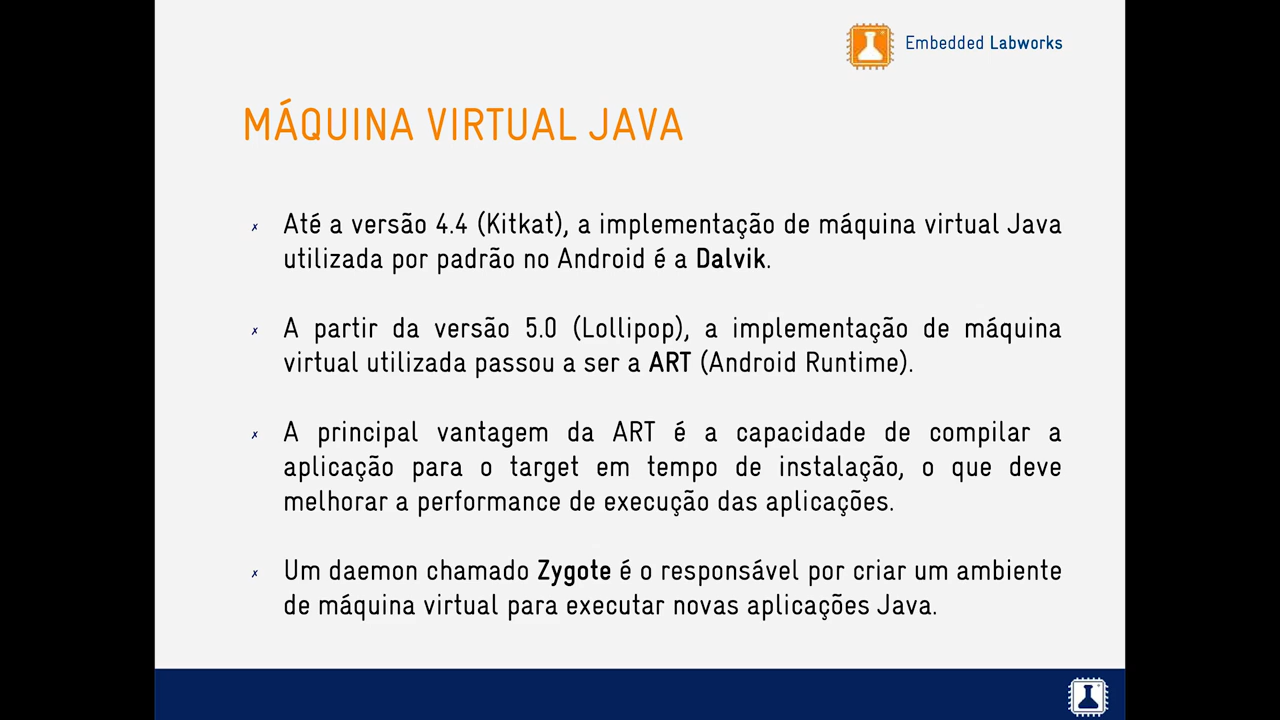 Embedded Labworks
MÁQUINA VIRTUAL JAVA
✗ Até a versão 4.4 (Kitkat), a implementação de máquina virtual Java
utilizada por padrão no Android é a Dalvik.
✗ A partir da versão 5.0 (Lollipop), a implementação de máquina
virtual utilizada passou a ser a ART (Android Runtime).
✗ A principal vantagem da ART é a capacidade de compilar a
aplicação para o target em tempo de instalação, o que deve
melhorar a performance de execução das aplicações.
✗ Um daemon chamado Zygote é o responsável por criar um ambiente
de máquina virtual para executar novas aplicações Java.